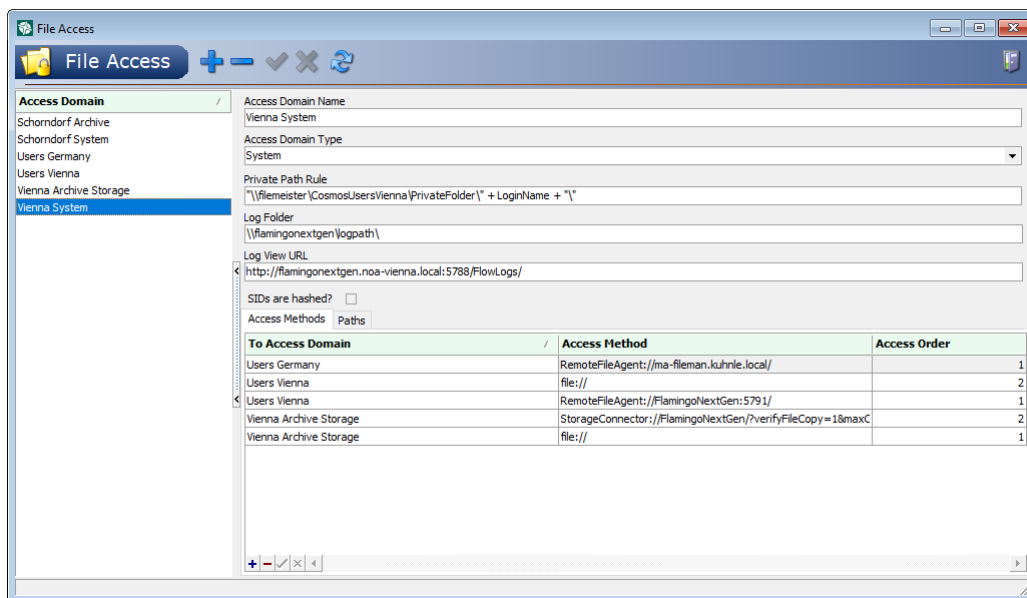 File Access
File Access
Access Domain
Schorndorf Archive
Schorndorf System
Users Germany
Users Vienna
Vienna Archive Storage
Vienna System
Access Domain Name
Vienna System
Access Domain Type
System
Private Path Rule
"\\filemeister\CosmosUsersVienna\PrivateFolder\" + LoginName + "\"
Log Folder
\\flamingonextgen\logpath\
Log View URL
http://flamingonextgen.noa-vienna.local:5788/FlowLogs/
SIDs are hashed?
Access Methods Paths
To Access Domain Access Method Access Order
Users Germany RemoteFileAgent://ma-fileman.kuhnle.local/ 1
Users Vienna file:// 2
Users Vienna RemoteFileAgent://FlamingoNextGen:5791/ 1
Vienna Archive Storage StorageConnector://FlamingoNextGen/?verifyFileCopy=1&maxC 2
Vienna Archive Storage file:// 1